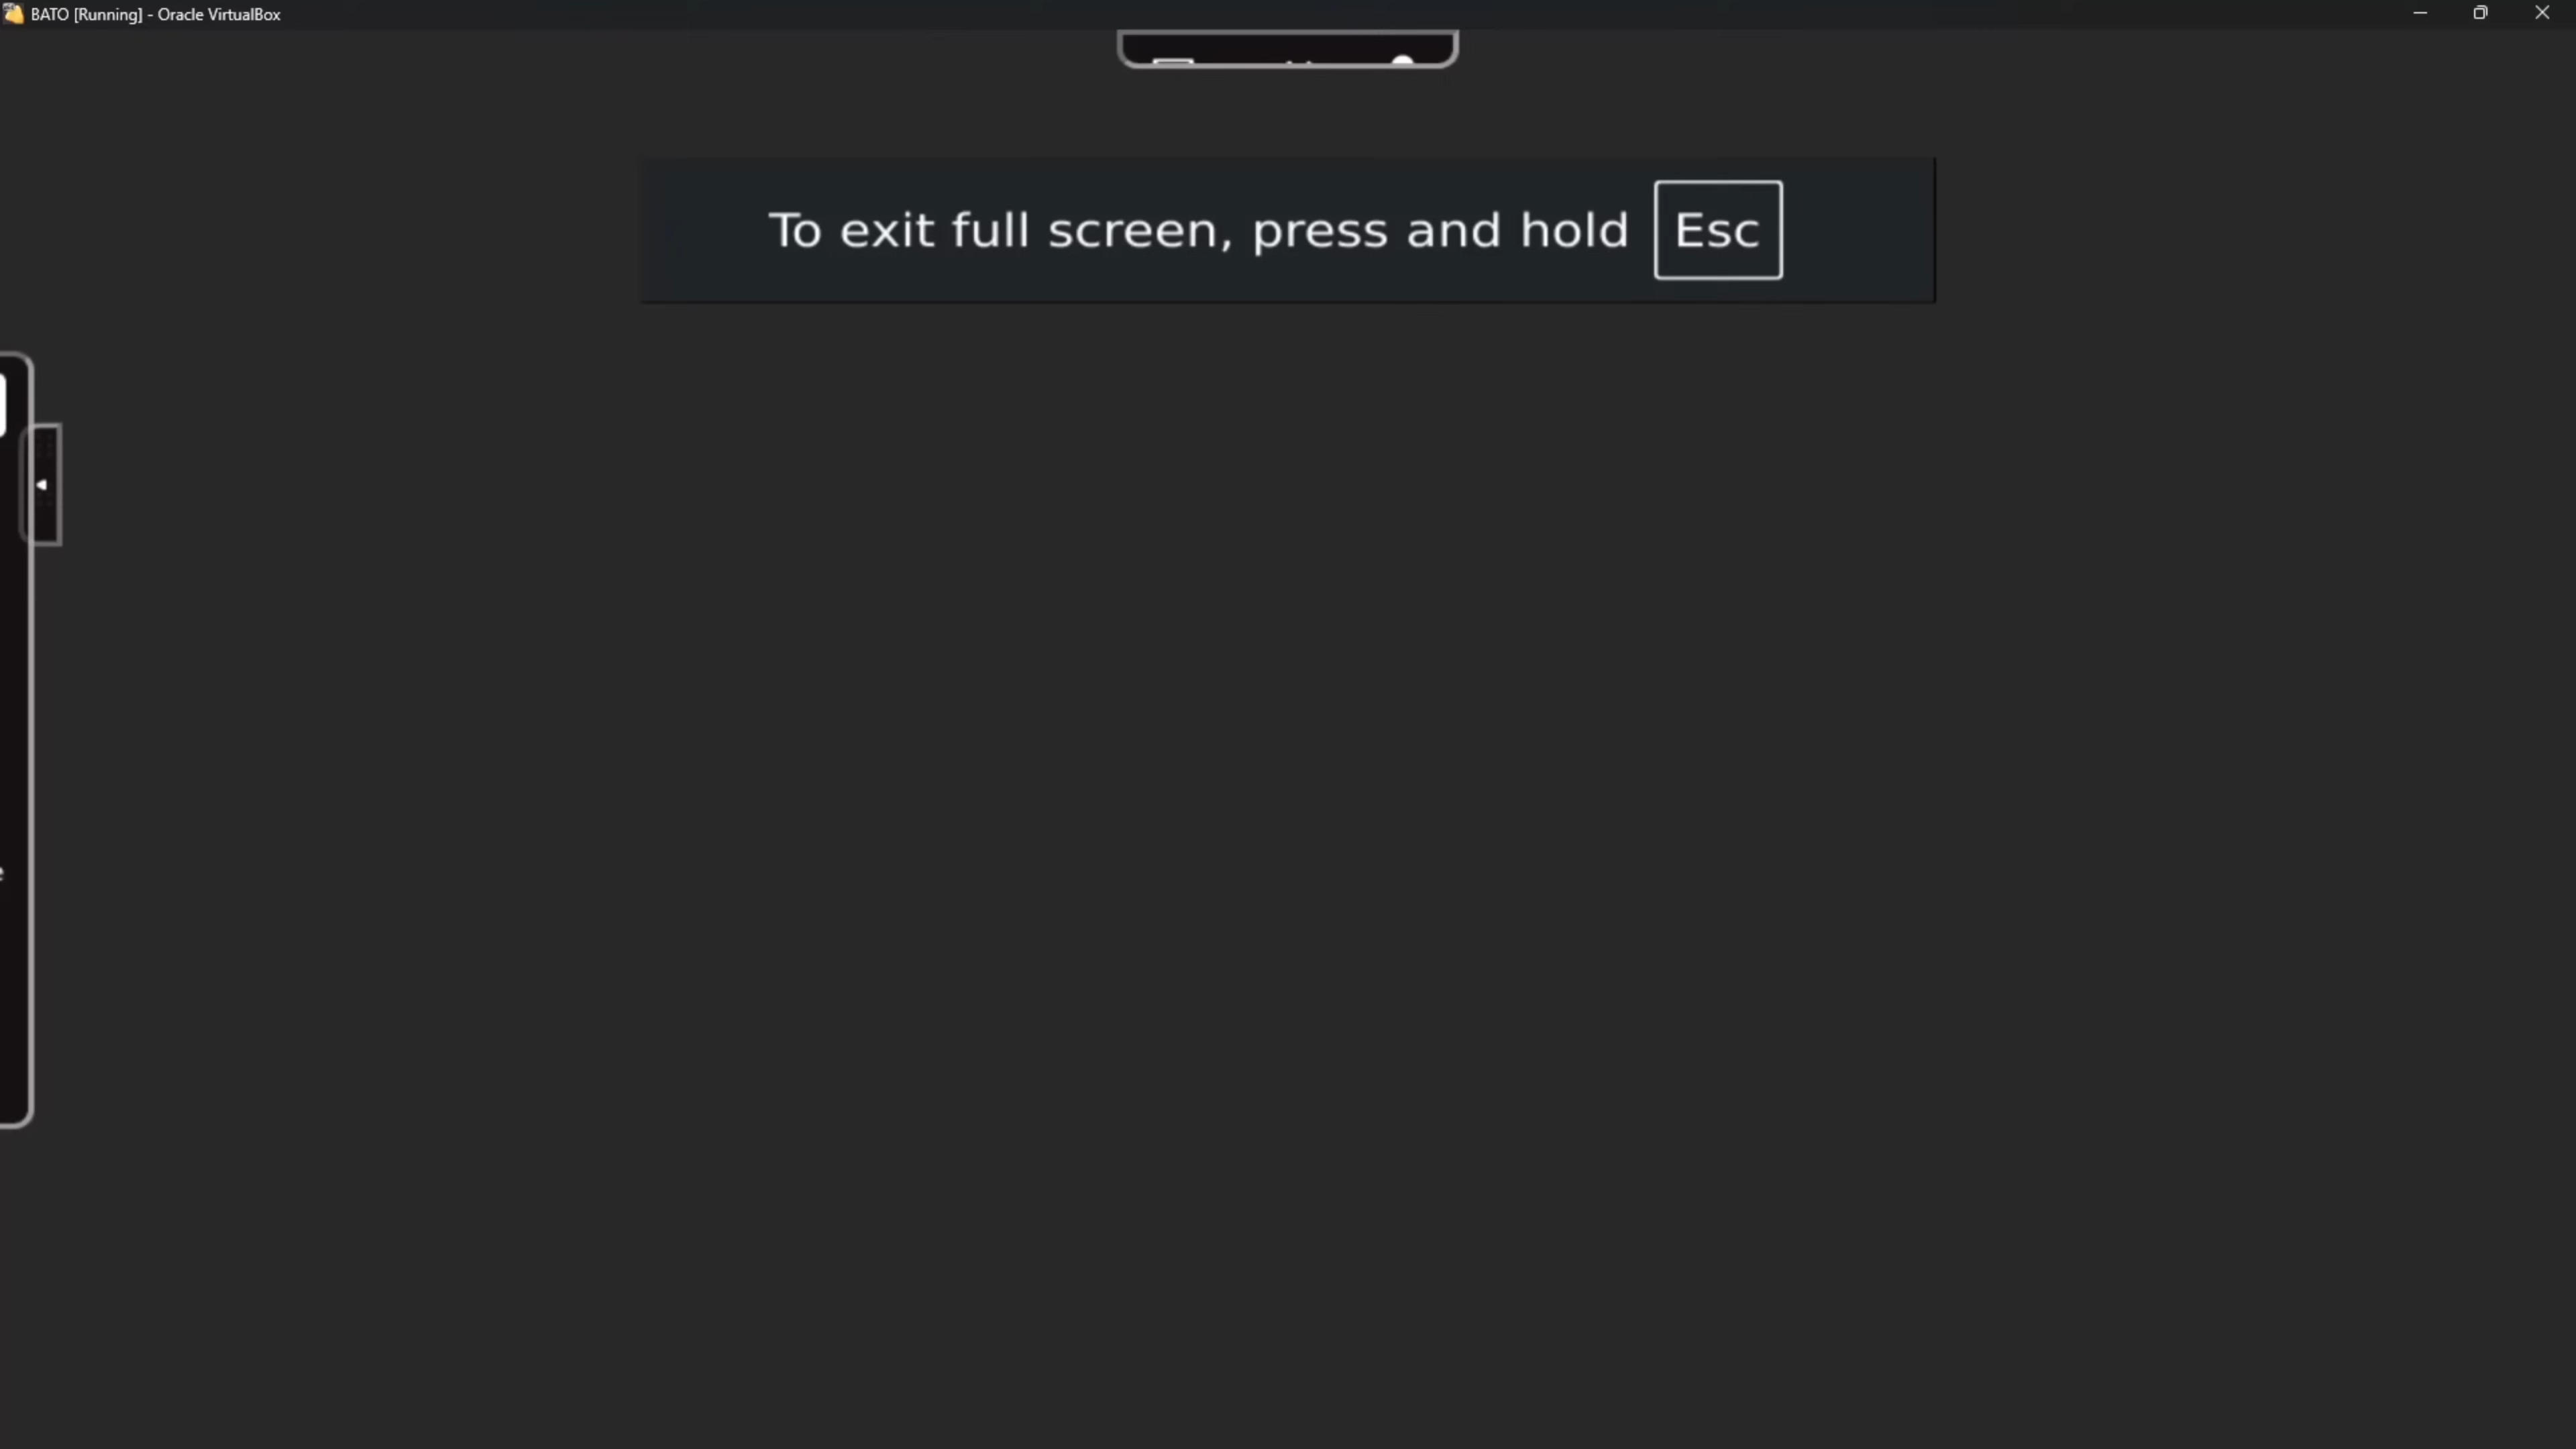 BATO [Running] - Oracle VirtualBox
To exit full screen, press and hold Esc